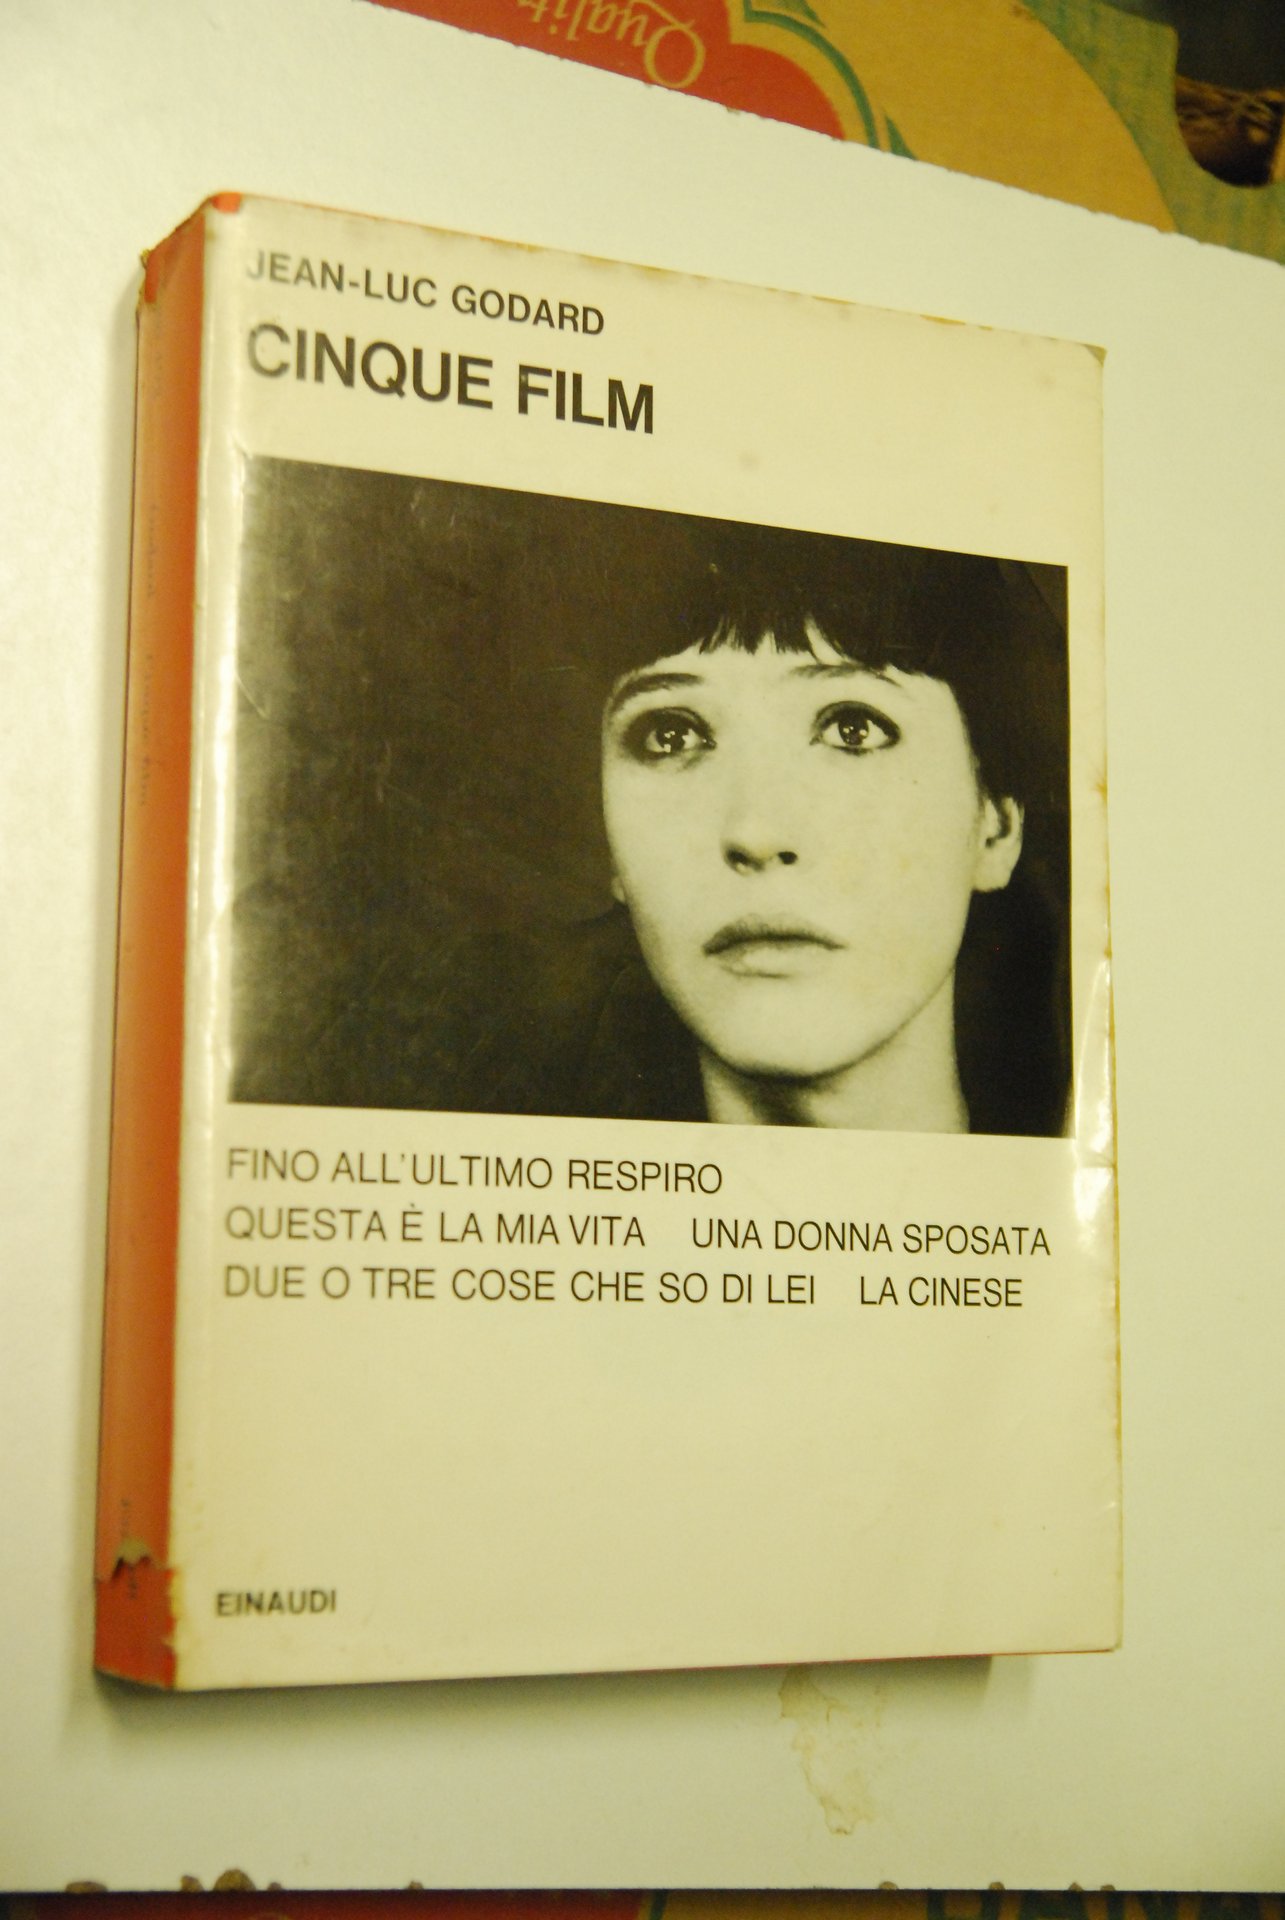 Quality
JEAN-LUC GODARD
CINQUE FILM
FINO ALL'ULTIMO RESPIRO
QUESTA È LA MIA VITA UNA DONNA SPOSATA
DUE O TRE COSE CHE SO DI LEI LA CINESE
EINAUDI